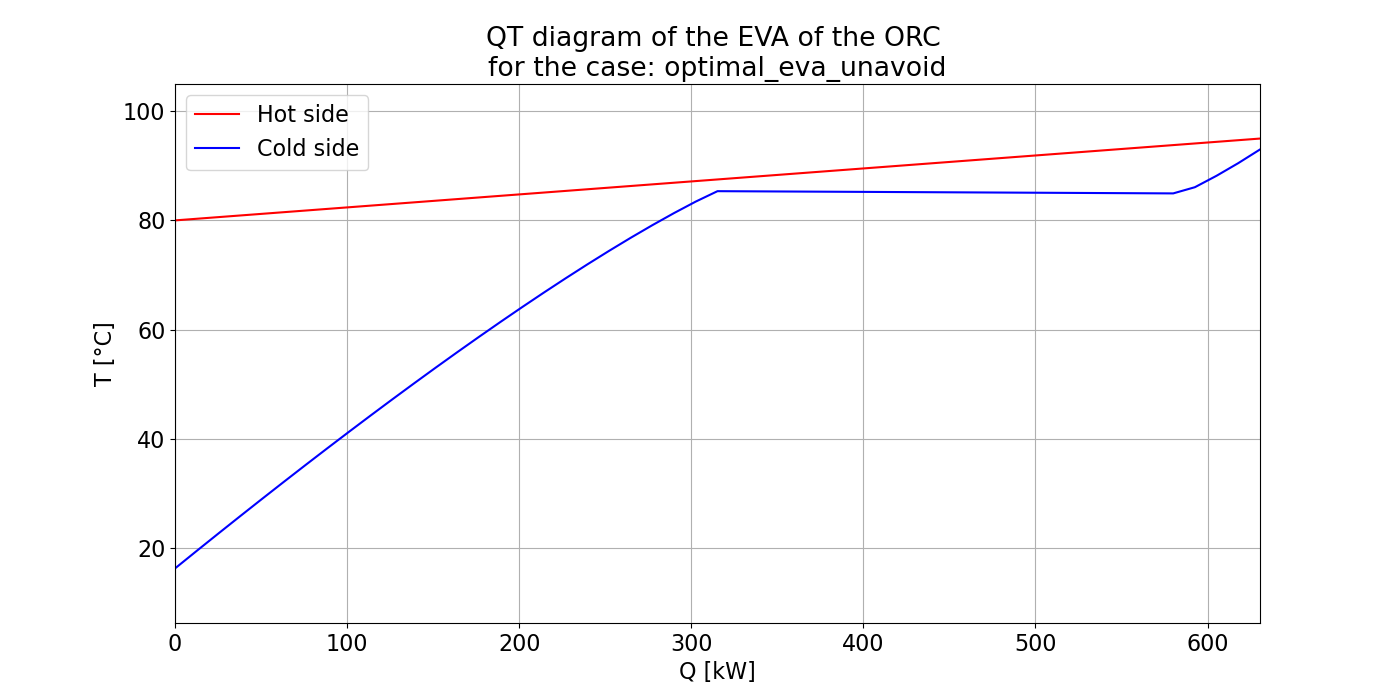 QT diagram of the EVA of the ORC
for the case: optimal_eva_unavoid
Hot side
Cold side
100
80
60
40
20
T [°C]
0
100
200
300
400
500
600
Q [kW]